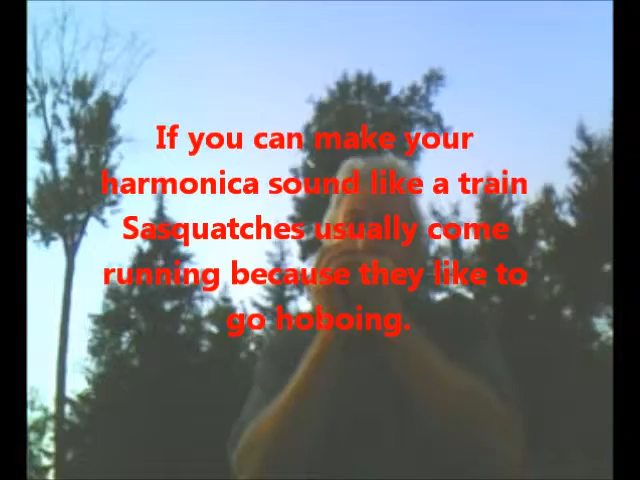 If you can make your
harmonica sound like a train
Sasquatches usually come
running because they like to
go hoboing.